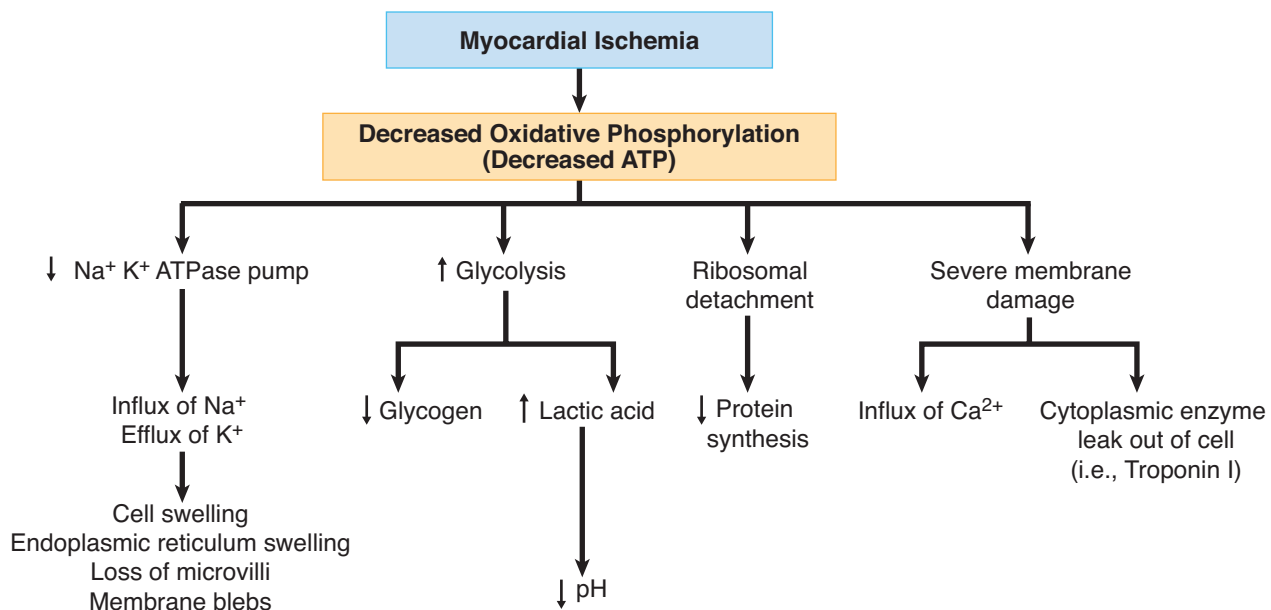 Myocardial Ischemia
Decreased Oxidative Phosphorylation
(Decreased ATP)
↓ Na⁺ K⁺ ATPase pump
↑ Glycolysis
Ribosomal
detachment
Severe membrane
damage
Influx of Na⁺
Efflux of K⁺
↓ Glycogen
↑ Lactic acid
↓ Protein
synthesis
Influx of Ca²⁺
Cytoplasmic enzyme
leak out of cell
(i.e., Troponin I)
Cell swelling
Endoplasmic reticulum swelling
Loss of microvilli
Membrane blebs
↓ pH